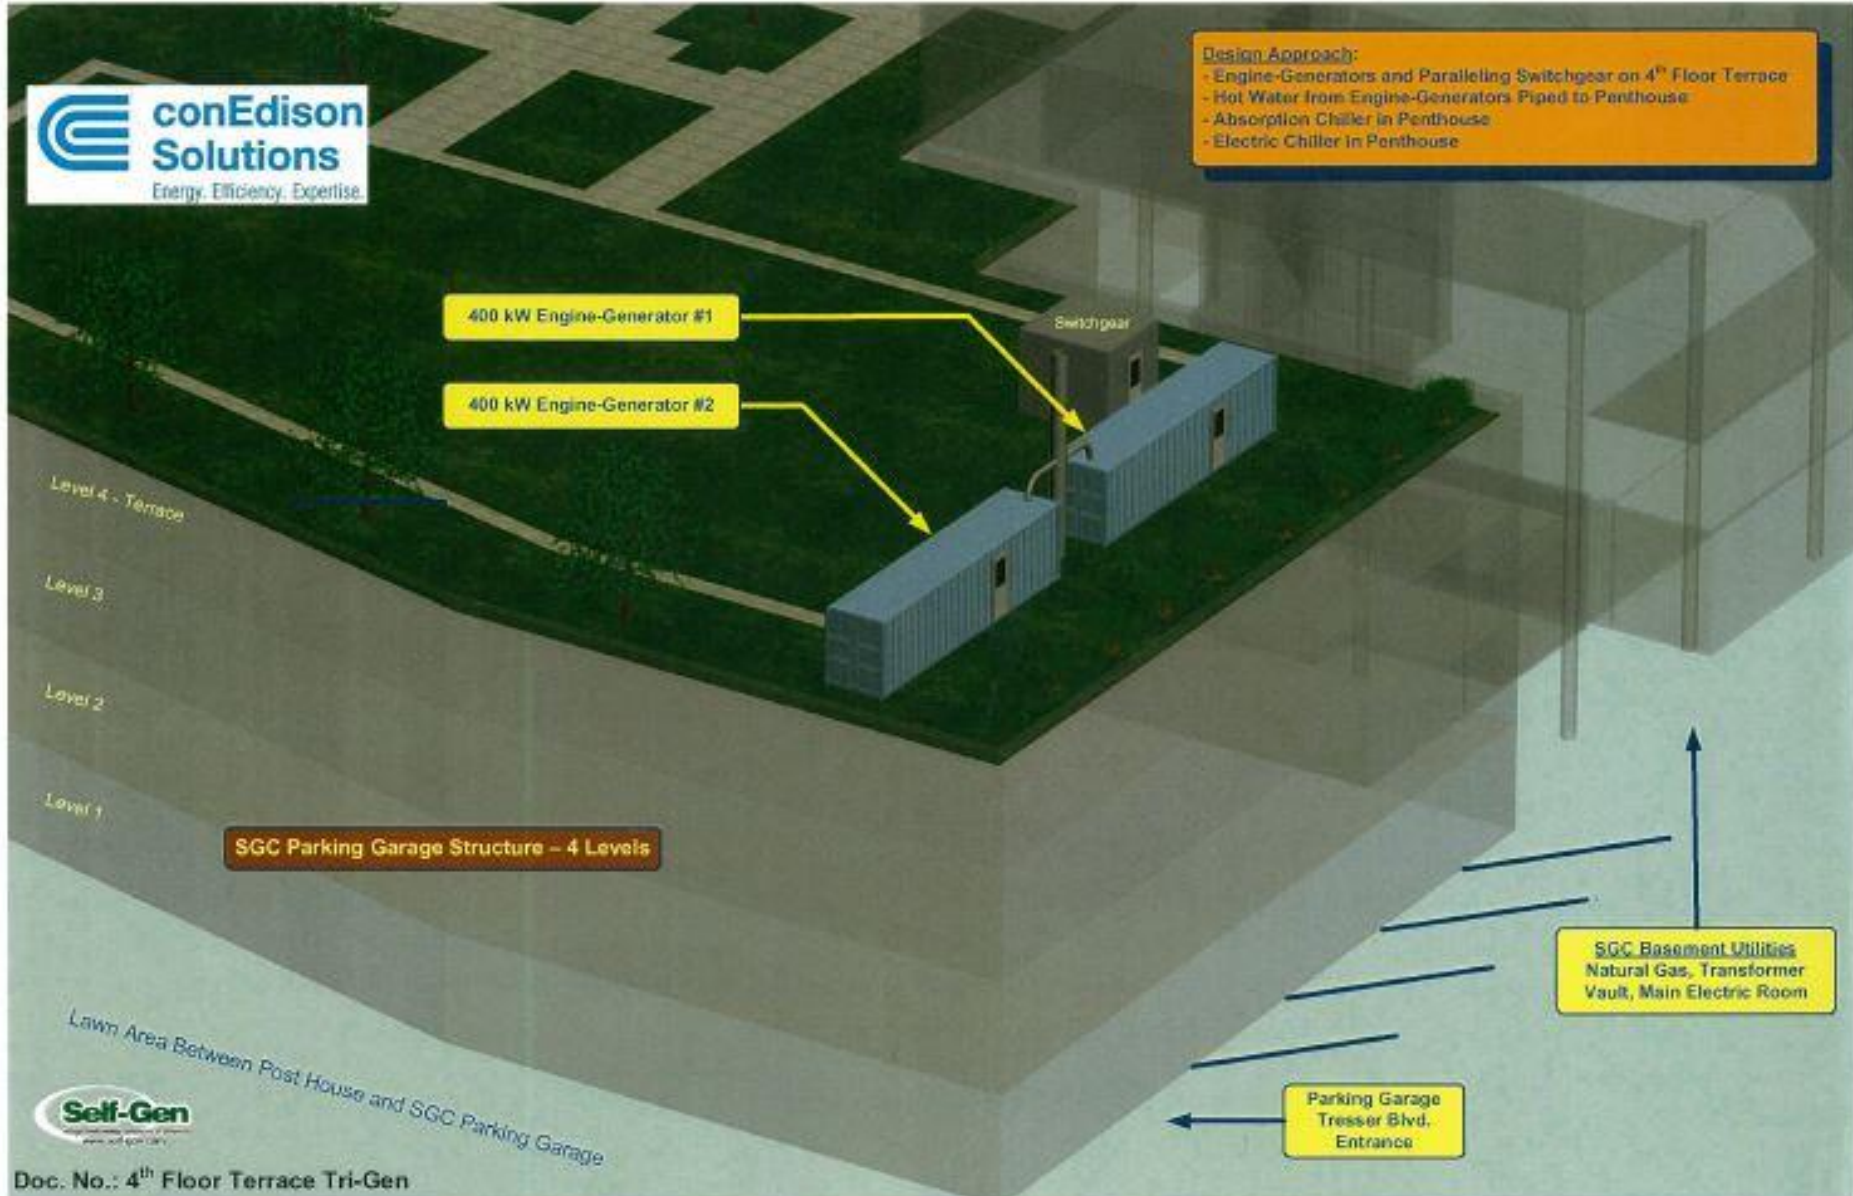 conEdison
Solutions
Energy. Efficiency. Expertise.
Design Approach:
- Engine-Generators and Paralleling Switchgear on 4th Floor Terrace
- Hot Water from Engine-Generators Piped to Penthouse
- Absorption Chiller in Penthouse
- Electric Chiller in Penthouse
400 kW Engine-Generator #1
Switchgear
400 kW Engine-Generator #2
Level 4 - Terrace
Level 3
Level 2
Level 1
SGC Parking Garage Structure – 4 Levels
SGC Basement Utilities
Natural Gas, Transformer
Vault, Main Electric Room
Lawn Area Between Post House and SGC Parking Garage
Parking Garage
Tresser Blvd.
Entrance
Self-Gen
www.self-gen.com
Doc. No.: 4th Floor Terrace Tri-Gen